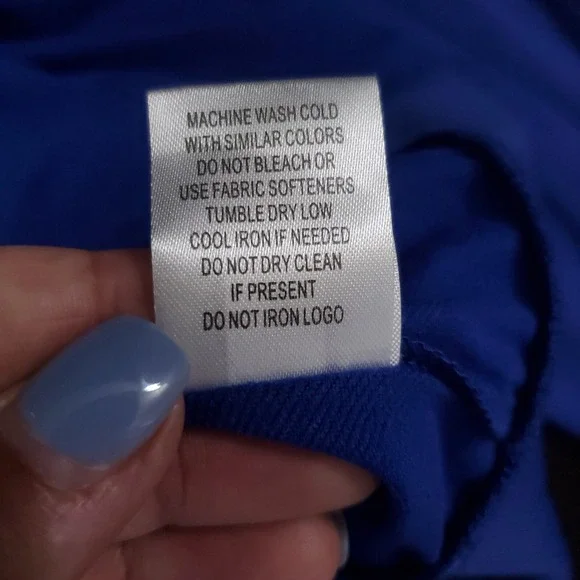 MACHINE WASH COLD
WITH SIMILAR COLORS
DO NOT BLEACH OR
USE FABRIC SOFTENERS
TUMBLE DRY LOW
COOL IRON IF NEEDED
DO NOT DRY CLEAN
IF PRESENT
DO NOT IRON LOGO